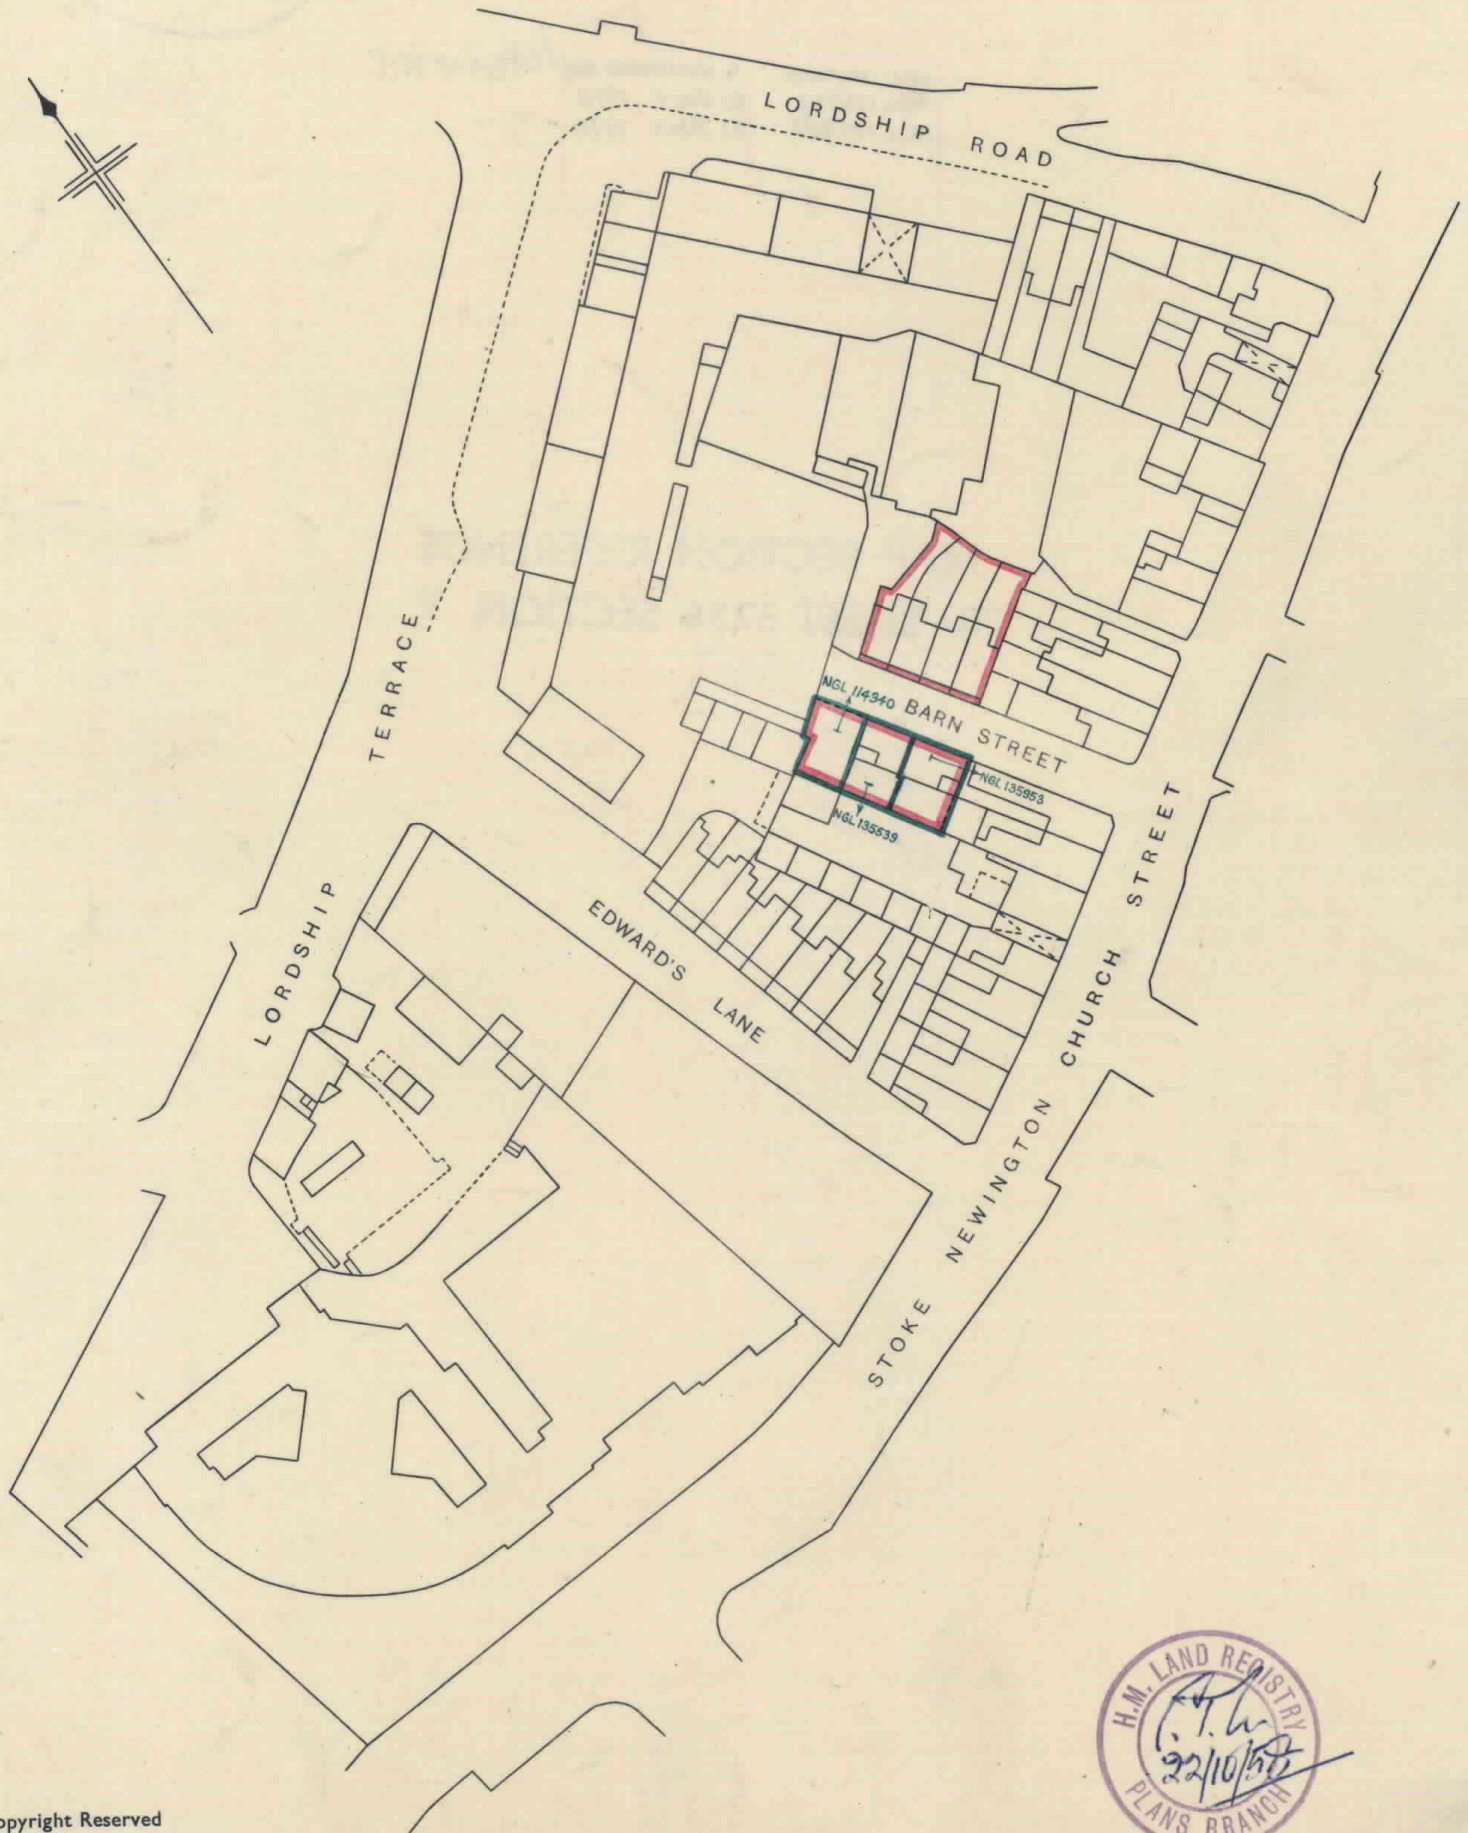 LORDSHIP ROAD
TERRACE
NGL 114340
BARN STREET
NGL 135953
NGL 135539
STREET
LORDSHIP
EDWARD'S LANE
CHURCH
NEWINGTON
STOKE
H.M. LAND REGISTRY
22/10/58
PLANS BRANCH
opyright Reserved